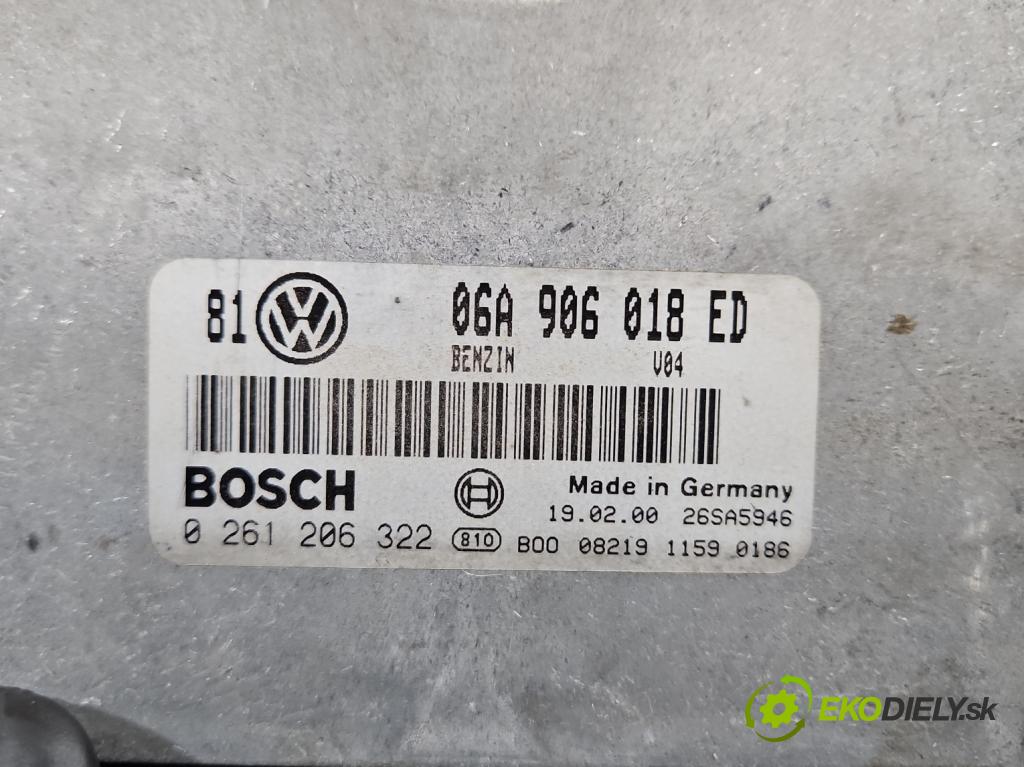 81 VW 06A 906 018 ED
BENZIN V04
BOSCH Made in Germany
19.02.00 26SA5946
0 261 206 322 810 B00 08219 1159 0186
EKODIELY.sk